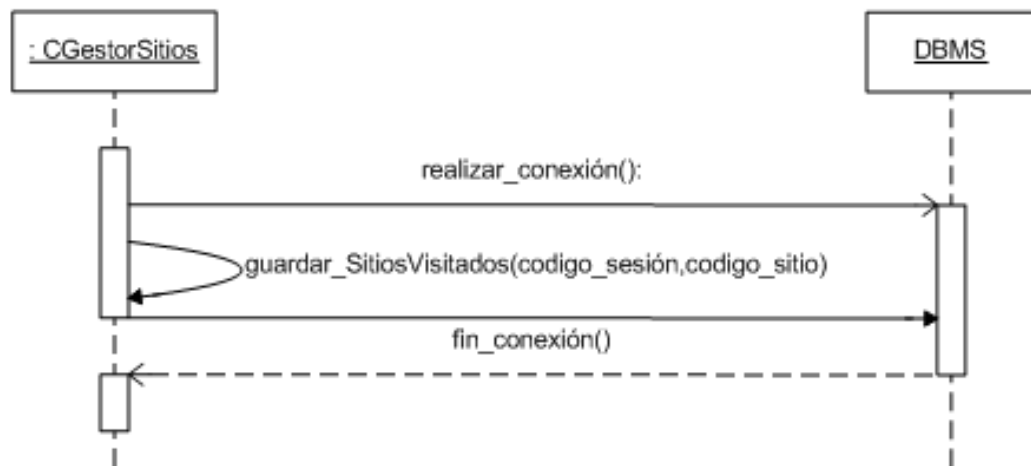 : CGestorSitios
DBMS
realizar_conexión():
guardar_SitiosVisitados(codigo_sesión,codigo_sitio)
fin_conexión()